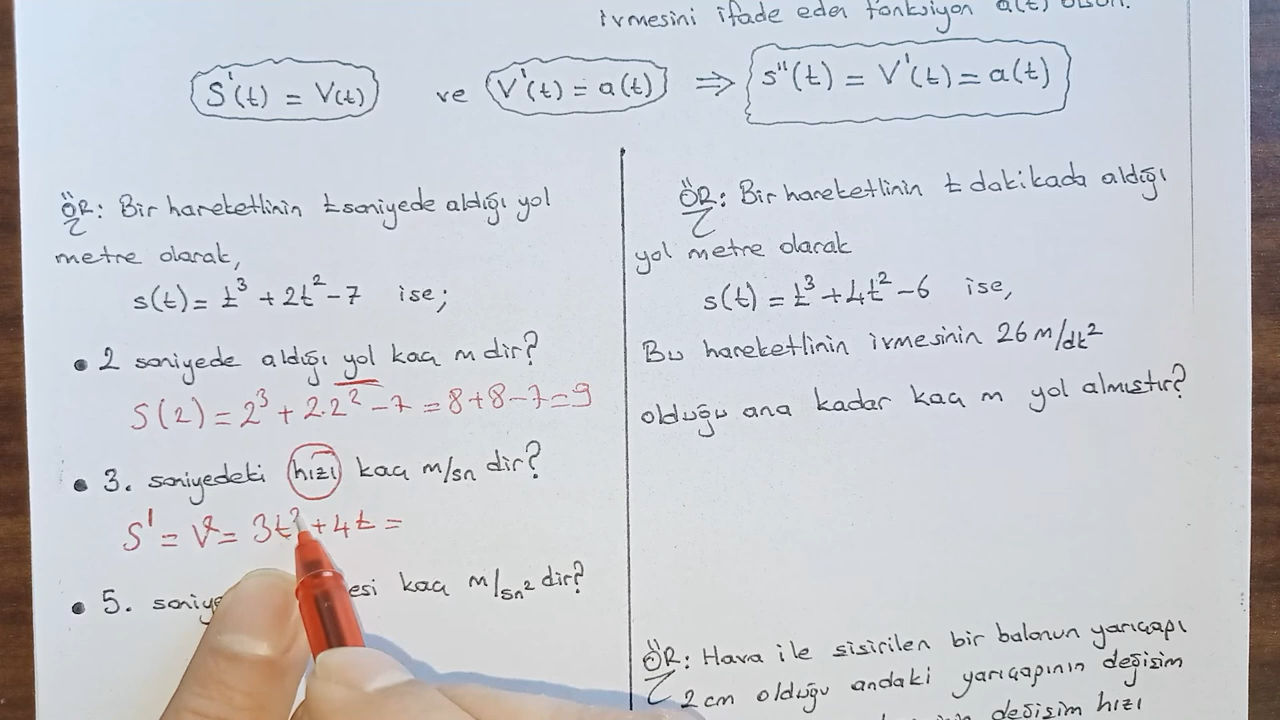 ivmesini ifade eden fonksiyon a(t) olsun.
S'(t) = V(t) ve V'(t) = a(t) ⇒ s''(t) = V'(t) = a(t)
ÖR: Bir hareketlinin t saniyede aldığı yol
metre olarak,
s(t) = t³ + 2t² - 7 ise;
• 2 saniyede aldığı yol kaç m dir?
S(2) = 2³ + 2.2² - 7 = 8 + 8 - 7 = 9
• 3. saniyedeki hızı kaç m/sn dir?
S' = V = 3t² + 4t =
• 5. saniye esi kaç m/sn² dir?
ÖR: Bir hareketlinin t dakikada aldığı
yol metre olarak
s(t) = t³ + 4t² - 6 ise,
Bu hareketlinin ivmesinin 26 m/dk²
olduğu ana kadar kaç m yol almıştır?
ÖR: Hava ile şişirilen bir balonun yarıçapı
2 cm olduğu andaki yarıçapının değişim
değişim hızı